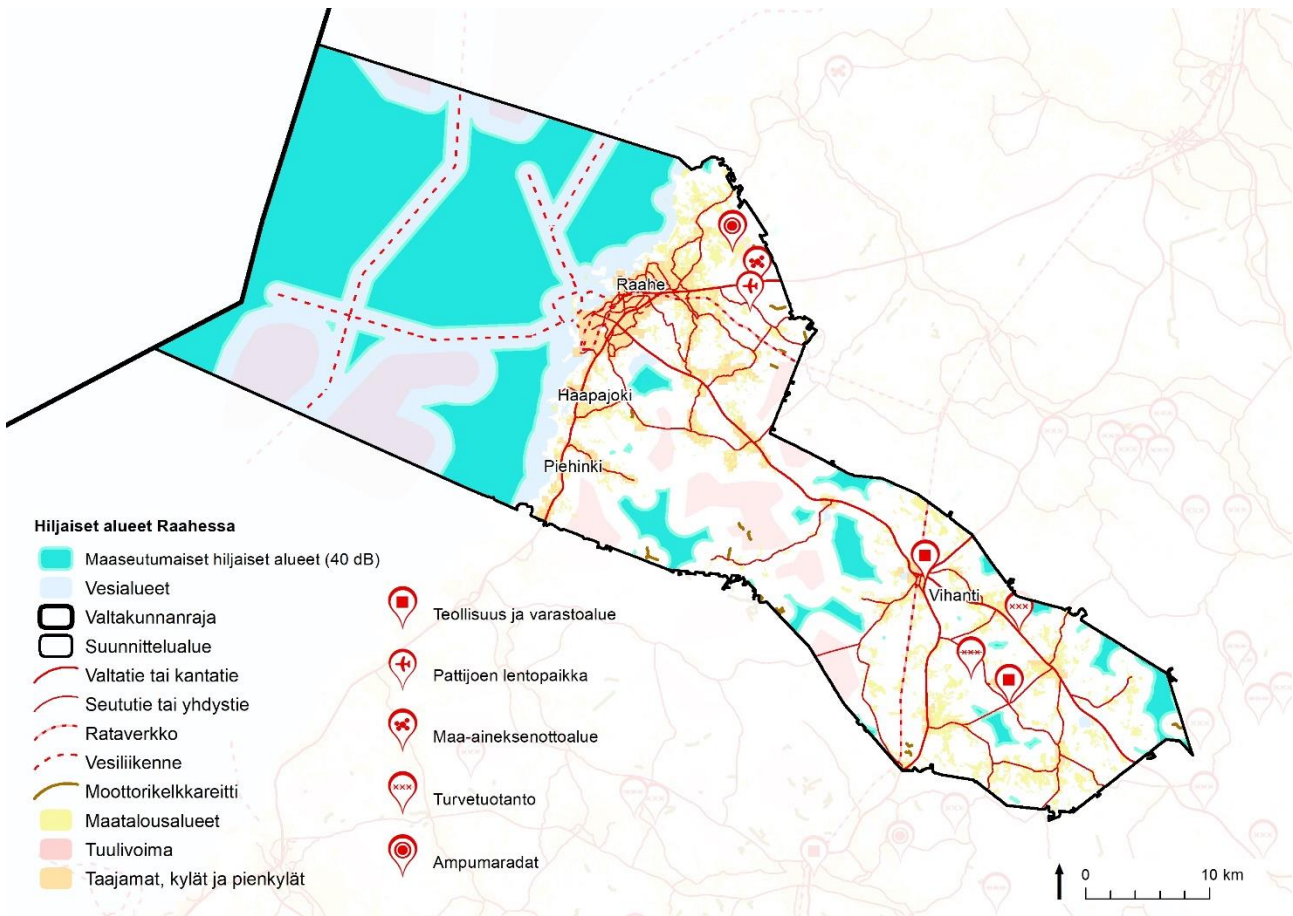 Raahe
Haapajoki
Piehinki
Vihanti
Hiljaiset alueet Raahessa
Maaseutumaiset hiljaiset alueet (40 dB)
Vesialueet
Valtakunnanraja
Suunnittelualue
Valtatie tai kantatie
Seututie tai yhdystie
Rataverkko
Vesiliikenne
Moottorikelkkareitti
Maatalousalueet
Tuulivoima
Taajamat, kylät ja pienkylät
Teollisuus ja varastoalue
Pattijoen lentopaikka
Maa-aineksenottoalue
Turvetuotanto
Ampumaradat
0 10 km